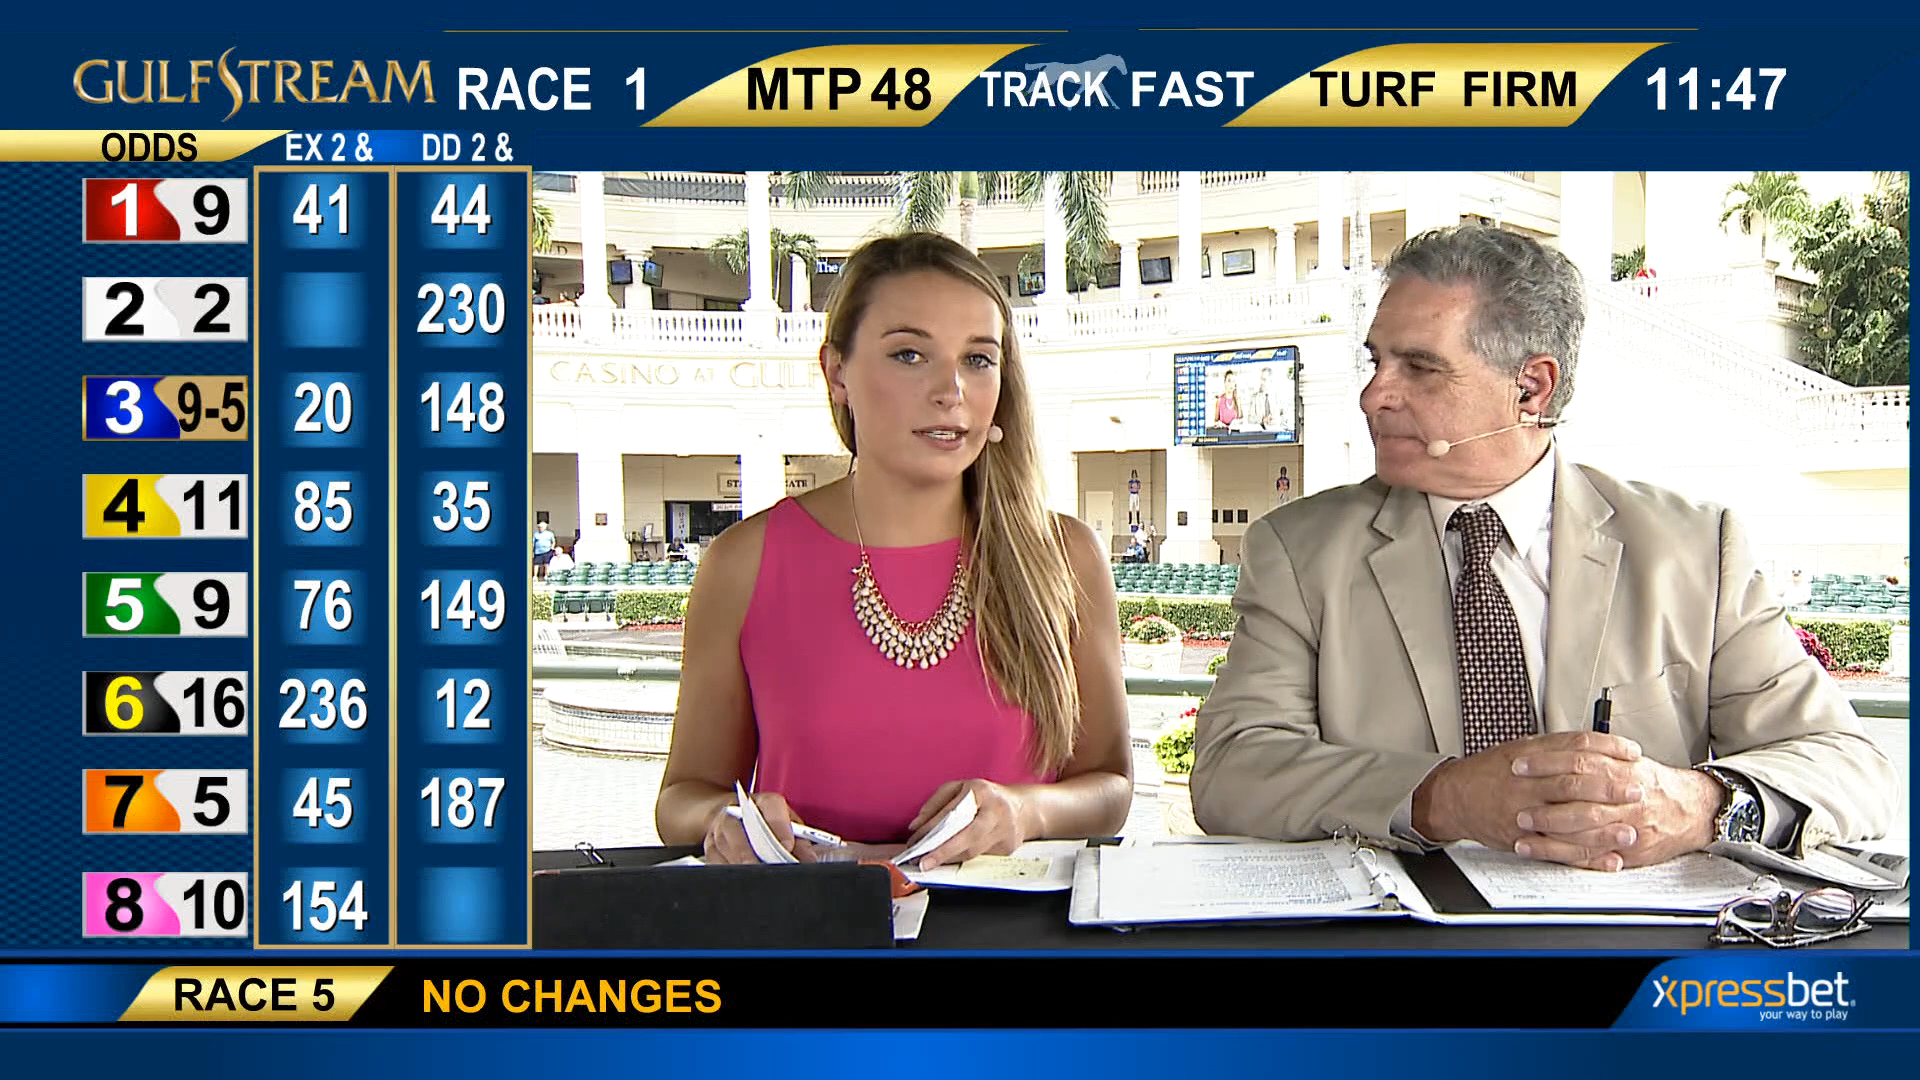 GULFSTREAM RACE 1 MTP 48 TRACK FAST TURF FIRM 11:47
ODDS EX 2 & DD 2 &
1 9 41 44
2 2 230
3 9-5 20 148
4 11 85 35
5 9 76 149
6 16 236 12
7 5 45 187
8 10 154
The
CASINO AT GULF
RACE 5 NO CHANGES
xpressbet
your way to play